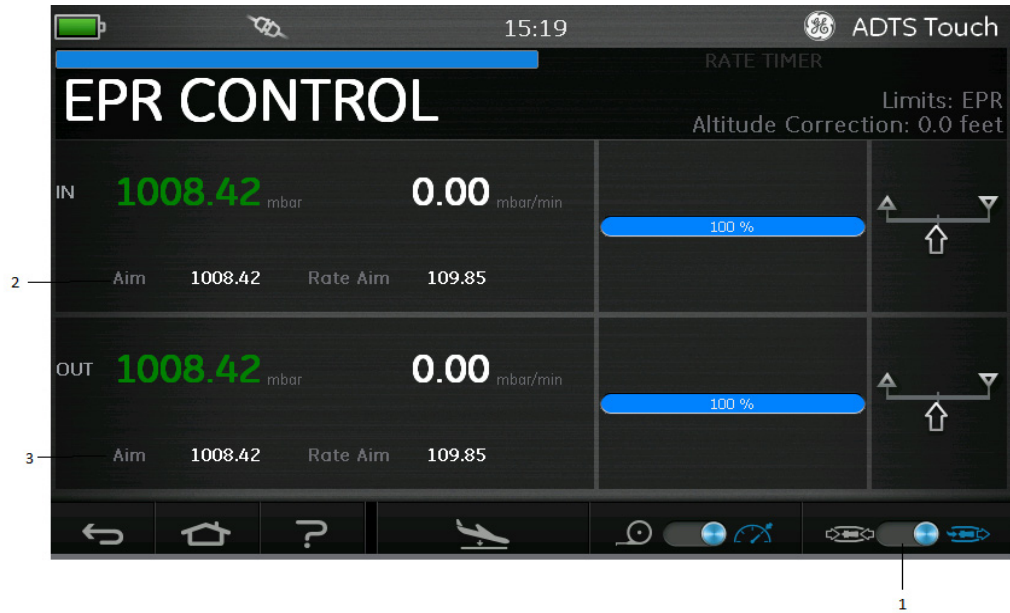 15:19
ADTS Touch
RATE TIMER
EPR CONTROL
Limits: EPR
Altitude Correction: 0.0 feet
IN 1008.42 mbar 0.00 mbar/min
100 %
2 Aim 1008.42 Rate Aim 109.85
OUT 1008.42 mbar 0.00 mbar/min
100 %
3 Aim 1008.42 Rate Aim 109.85
?
1